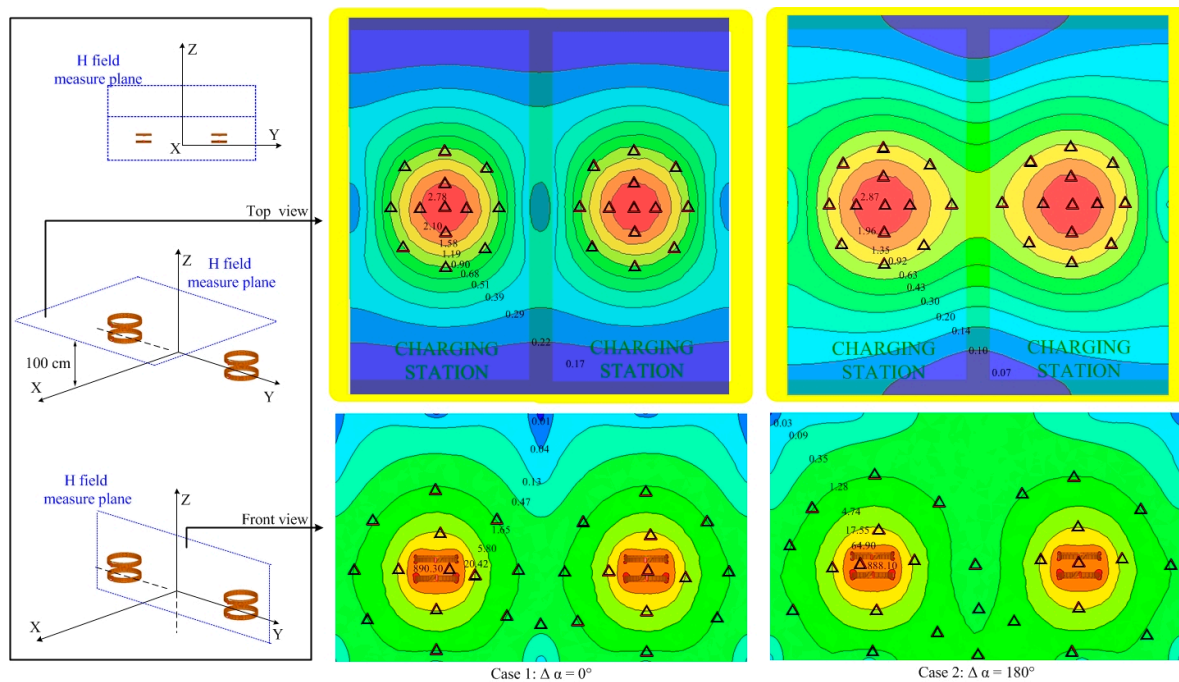 Z
H field
measure plane
Y
X
Top view
Z
H field
measure plane
100 cm
X
Y
H field
measure plane
Z
Front view
X
Y
2.78
2.10
1.58
1.19
0.90
0.68
0.51
0.39
0.29
0.22
0.17
CHARGING
STATION
CHARGING
STATION
2.87
1.96
1.35
0.92
0.63
0.43
0.30
0.20
0.14
0.10
0.07
CHARGING
STATION
CHARGING
STATION
0.01
0.04
0.13
0.47
1.65
5.80
20.42
890.30
Case 1: Δ α = 0°
0.03
0.09
0.35
1.28
4.74
17.55
64.90
888.10
Case 2: Δ α = 180°